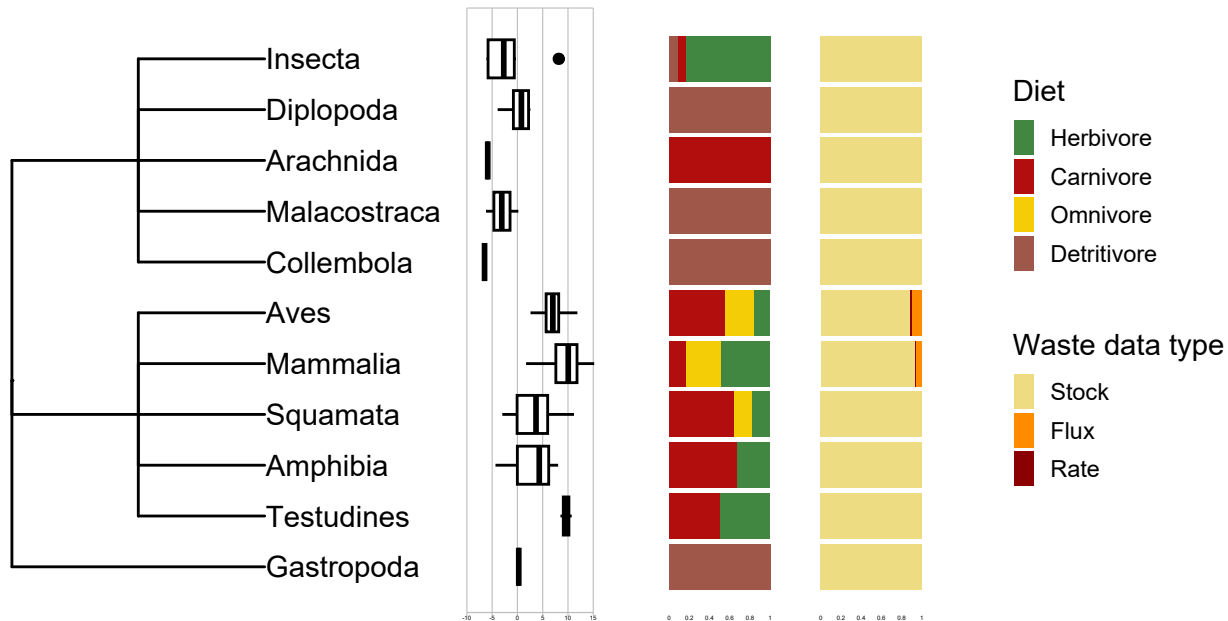 Insecta
Diplopoda
Arachnida
Malacostraca
Collembola
Aves
Mammalia
Squamata
Amphibia
Testudines
Gastropoda
-10 -5 0 5 10 15
0 0.2 0.4 0.6 0.8 1
0 0.2 0.4 0.6 0.8 1
Diet
Herbivore
Carnivore
Omnivore
Detritivore
Waste data type
Stock
Flux
Rate